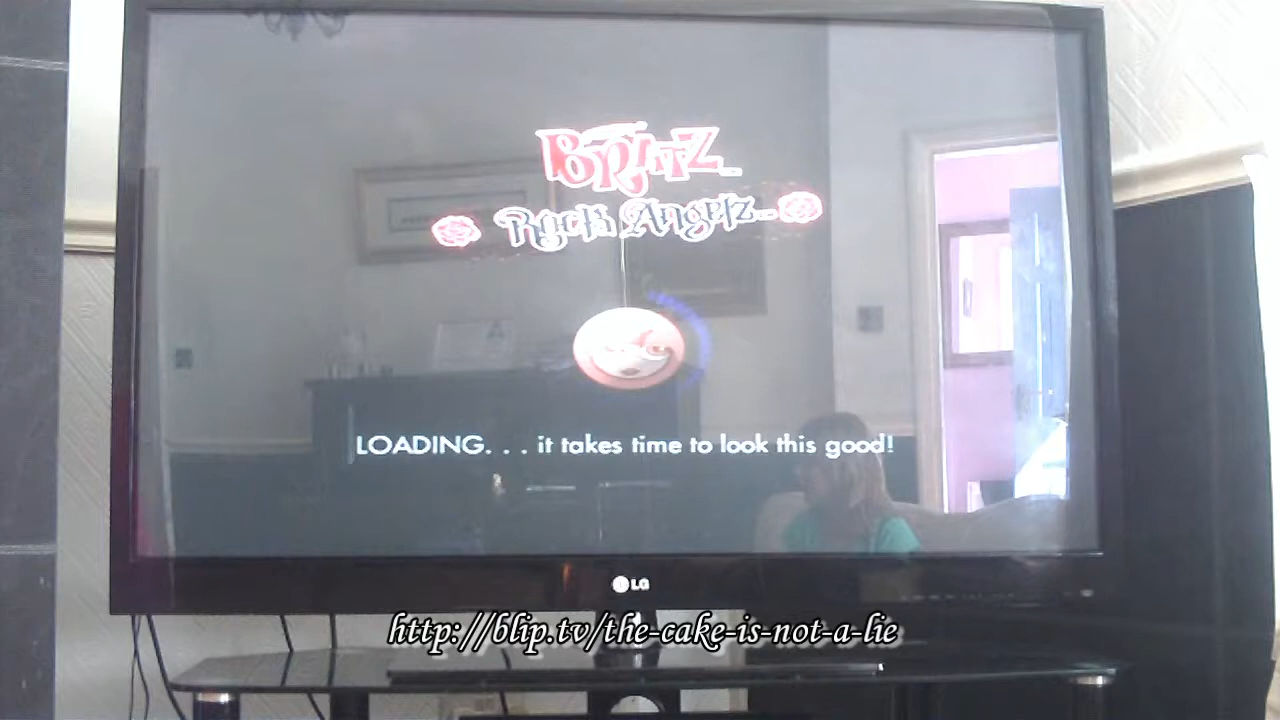 BRATZ
Rock Angelz
LOADING. . . it takes time to look this good!
LG
http://blip.tv/the-cake-is-not-a-lie